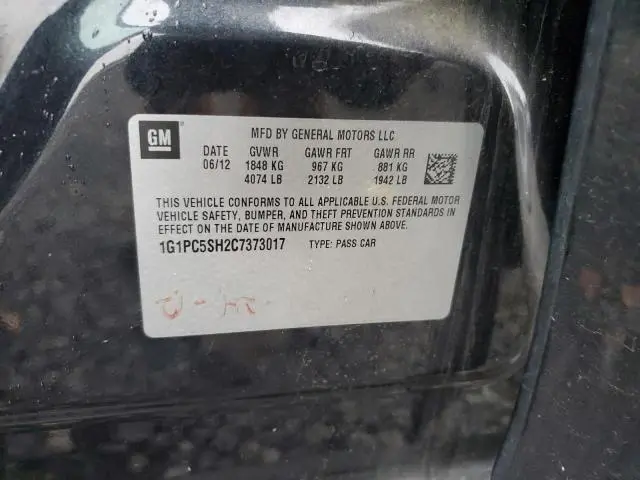 GM
MFD BY GENERAL MOTORS LLC
DATE GVWR GAWR FRT GAWR RR
06/12 1848 KG 967 KG 881 KG
4074 LB 2132 LB 1942 LB
THIS VEHICLE CONFORMS TO ALL APPLICABLE U.S. FEDERAL MOTOR
VEHICLE SAFETY, BUMPER, AND THEFT PREVENTION STANDARDS IN
EFFECT ON THE DATE OF MANUFACTURE SHOWN ABOVE.
1G1PC5SH2C7373017 TYPE: PASS CAR